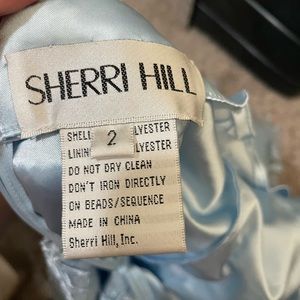 SHERRI HILL
2
SHELL
LYESTER
LINING
LYESTER
DO NOT DRY CLEAN
DON'T IRON DIRECTLY
ON BEADS/SEQUENCE
MADE IN CHINA
Sherri Hill, Inc.